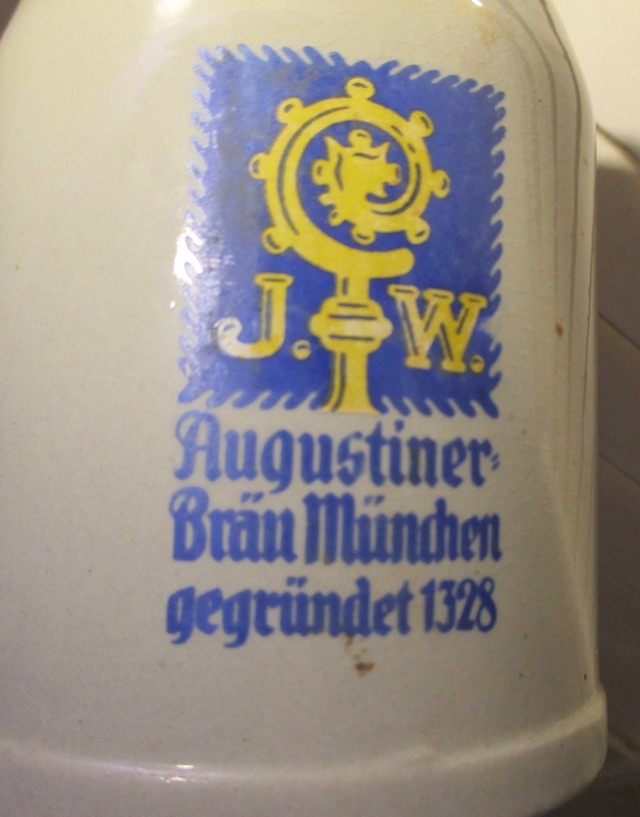 J. W.
Augustiner-
Bräu München
gegründet 1328